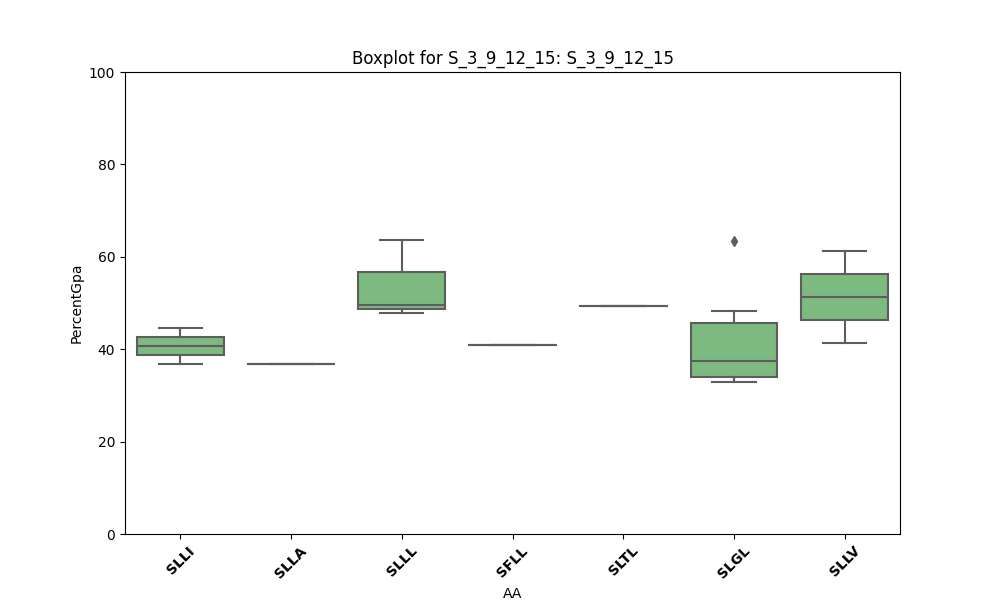 Boxplot for S_3_9_12_15: S_3_9_12_15
100
80
60
40
20
0
PercentGpa
SLLI
SLLA
SLLL
SFLL
SLTL
SLGL
SLLV
AA